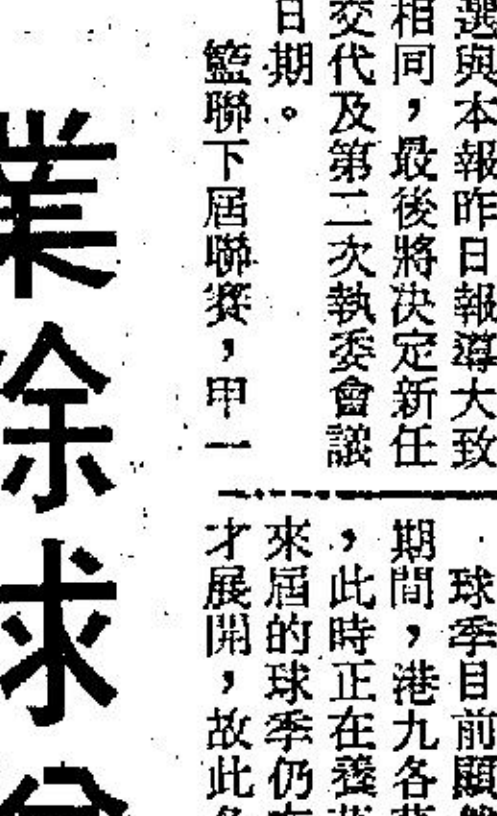 選與本報昨日報導大致
相同，最後將決定新任
交代及第二次執委會議
日期。
籃聯下屆聯賽，甲一
球季目前顯
期間，港九各
，此時正在養
來屆的球季仍
才展開，故此
業餘求